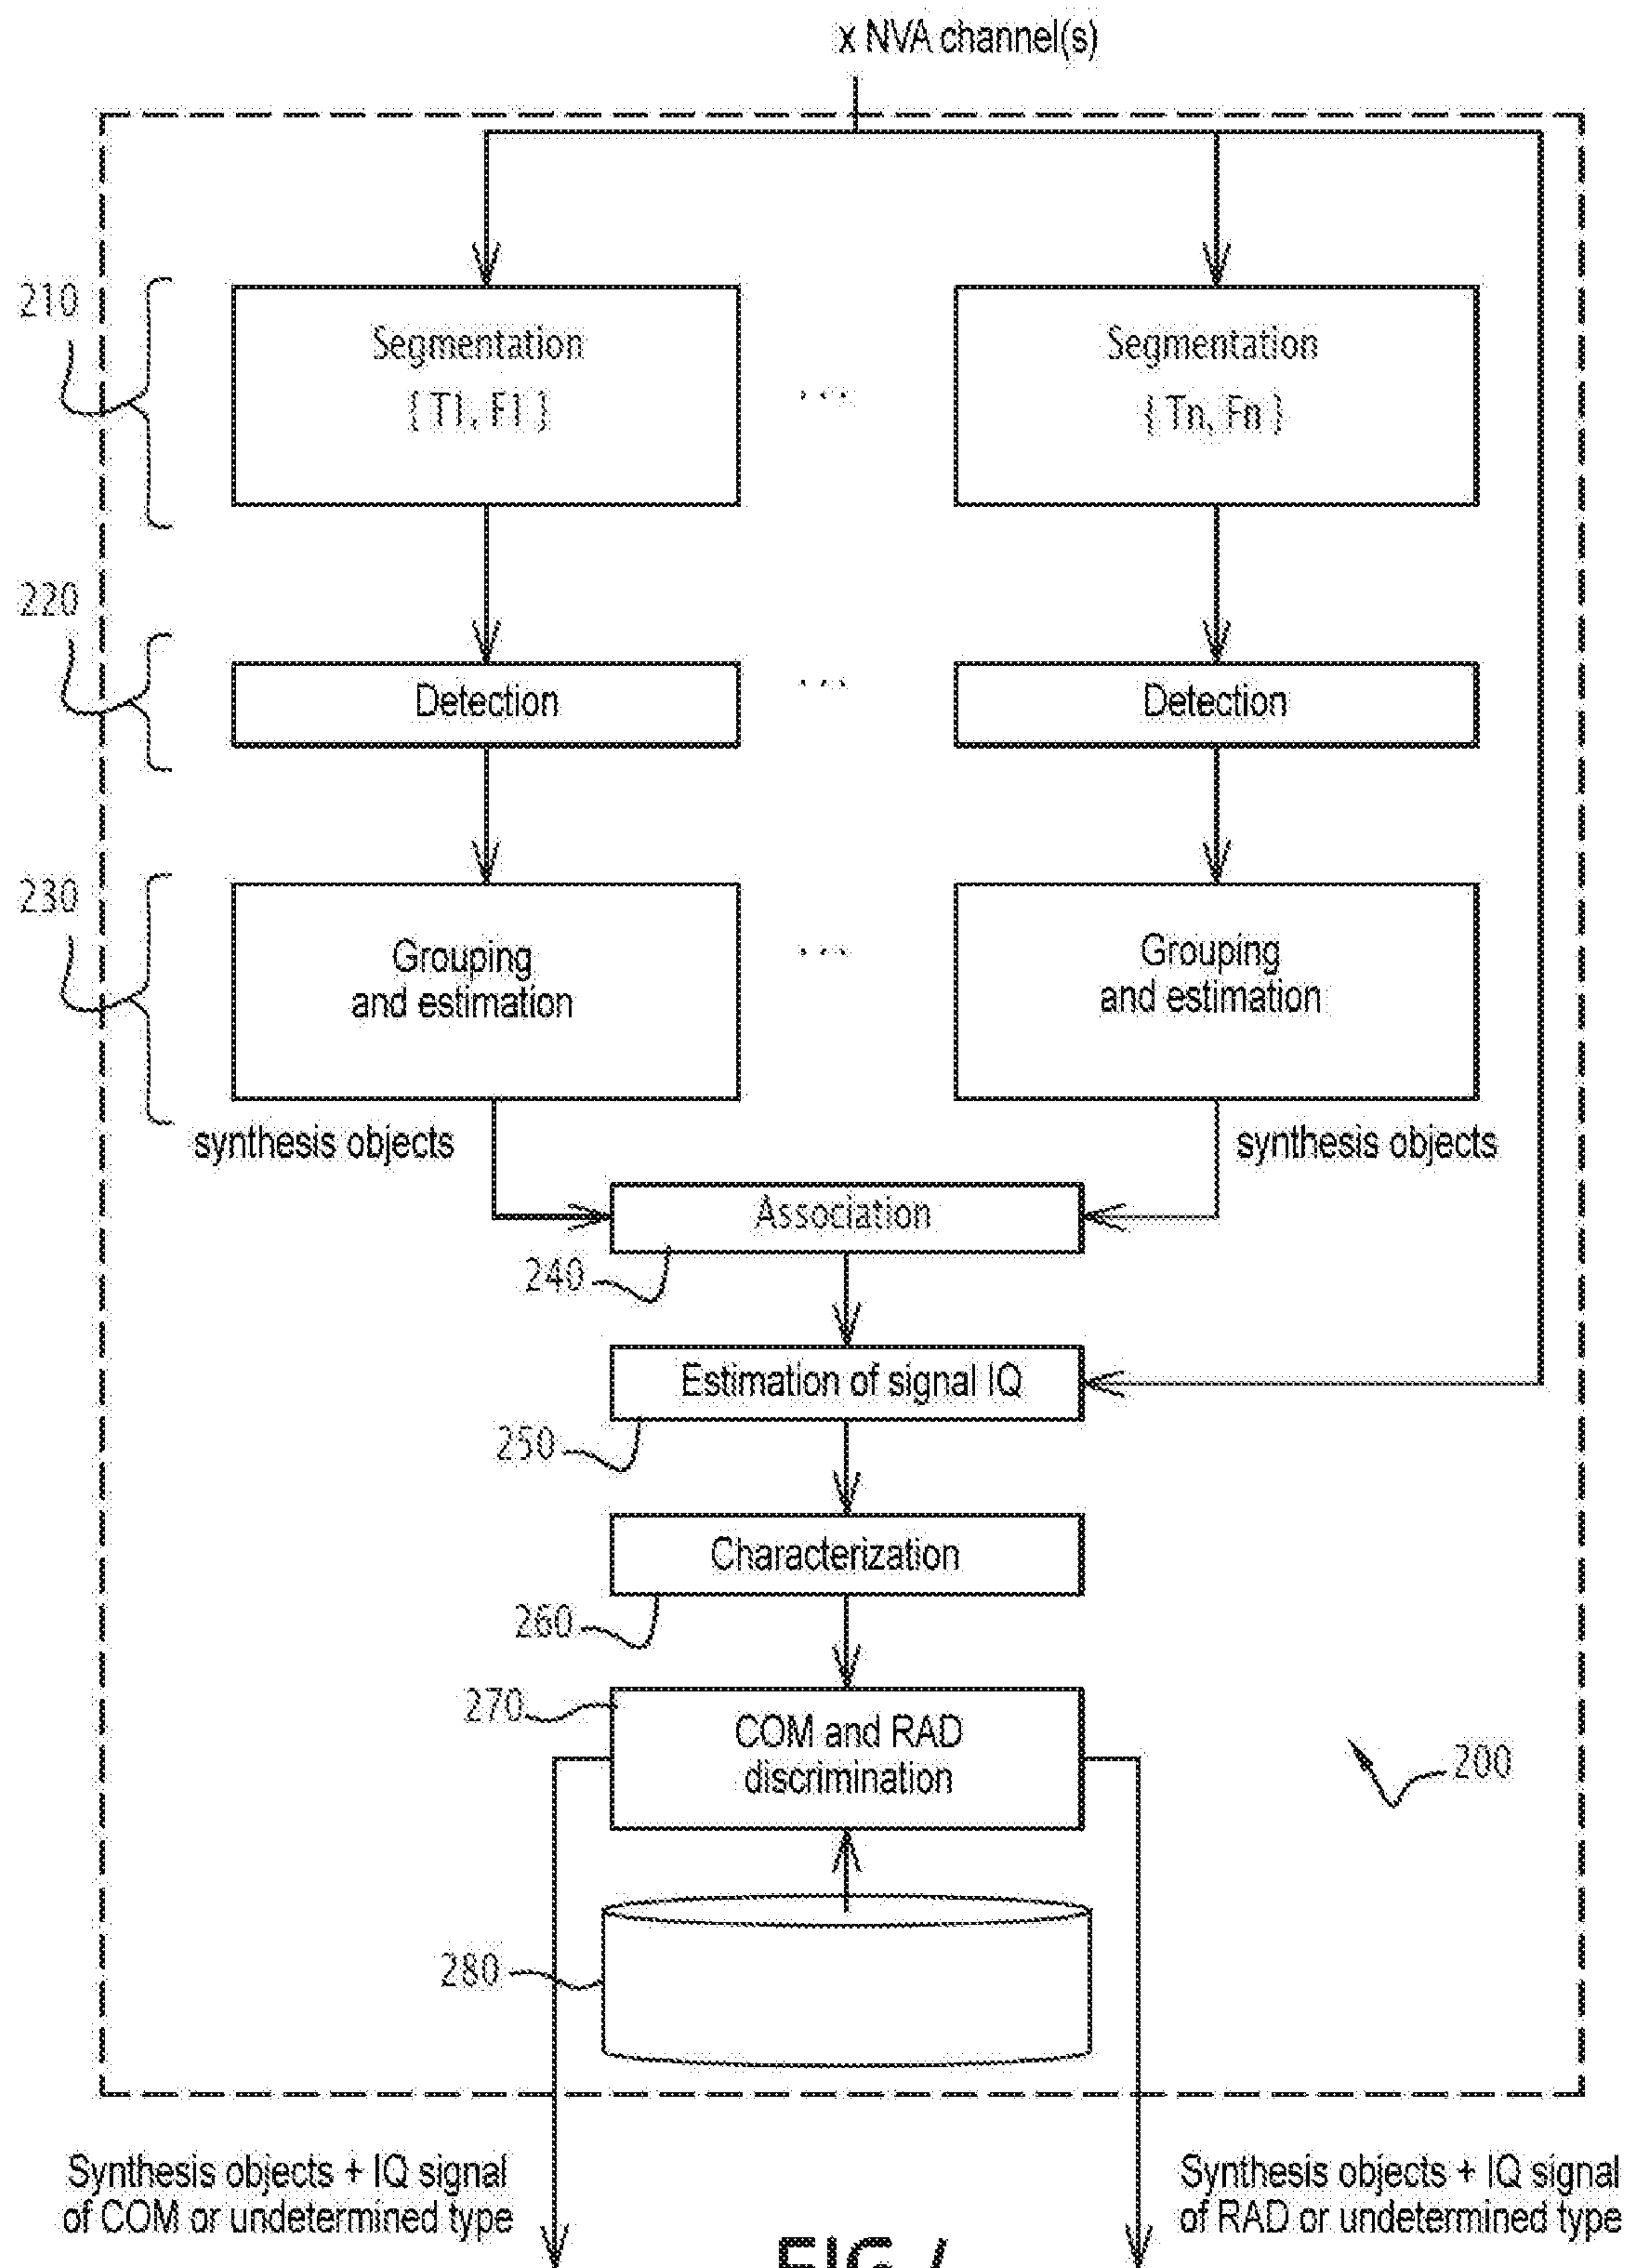 x NVA channel(s)
210
Segmentation
{ T1, F1 }
...
Segmentation
{ Tn, Fn }
220
Detection
...
Detection
230
Grouping
and estimation
...
Grouping
and estimation
synthesis objects
synthesis objects
Association
240
Estimation of signal IQ
250
Characterization
260
270
COM and RAD
discrimination
200
280
Synthesis objects + IQ signal
of COM or undetermined type
Synthesis objects + IQ signal
of RAD or undetermined type